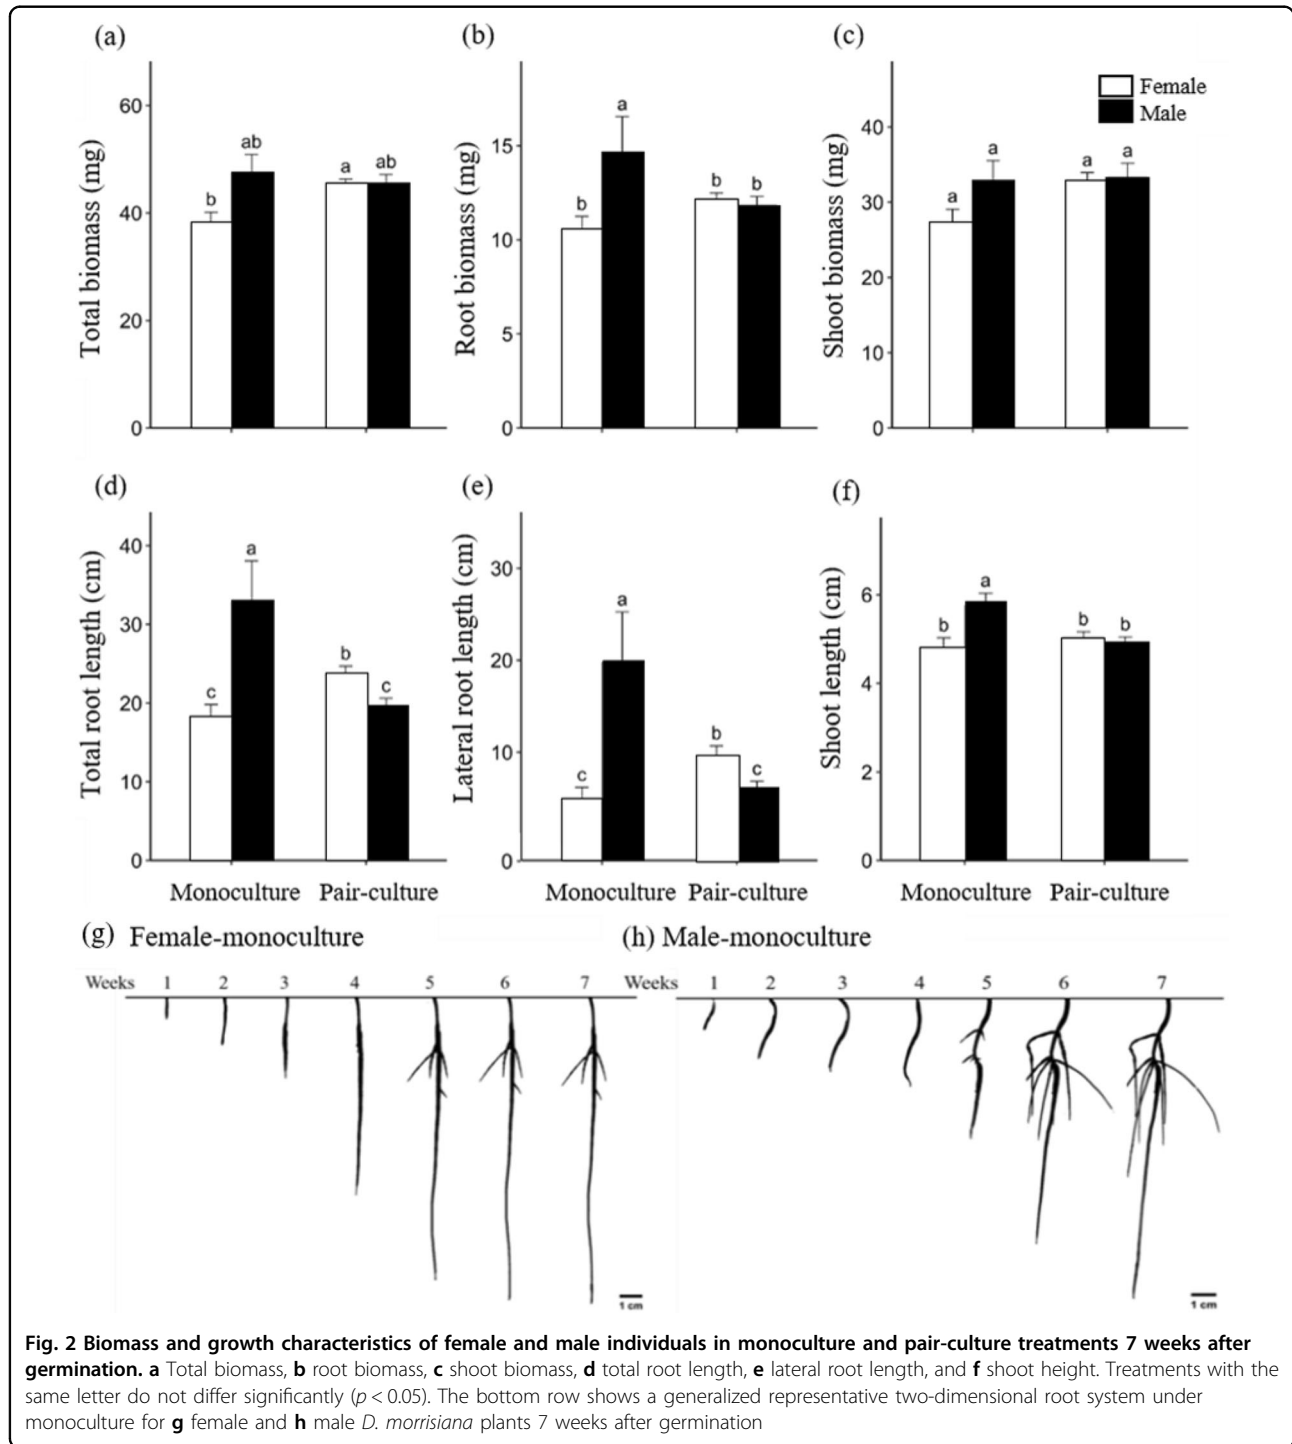 (a)
Total biomass (mg)
60
40
20
0
b
ab
a
ab
(b)
Root biomass (mg)
15
10
5
0
b
a
b
b
(c)
Shoot biomass (mg)
40
30
20
10
0
a
a
a
a
Female
Male
(d)
Total root length (cm)
40
30
20
10
0
c
a
b
c
Monoculture Pair-culture
(e)
Lateral root length (cm)
30
20
10
0
c
a
b
c
Monoculture Pair-culture
(f)
Shoot length (cm)
6
4
2
0
b
a
b
b
Monoculture Pair-culture
(g) Female-monoculture
Weeks 1 2 3 4 5 6 7
1 cm
(h) Male-monoculture
Weeks 1 2 3 4 5 6 7
1 cm
Fig. 2 Biomass and growth characteristics of female and male individuals in monoculture and pair-culture treatments 7 weeks after
germination. a Total biomass, b root biomass, c shoot biomass, d total root length, e lateral root length, and f shoot height. Treatments with the
same letter do not differ significantly (p < 0.05). The bottom row shows a generalized representative two-dimensional root system under
monoculture for g female and h male D. morrisiana plants 7 weeks after germination